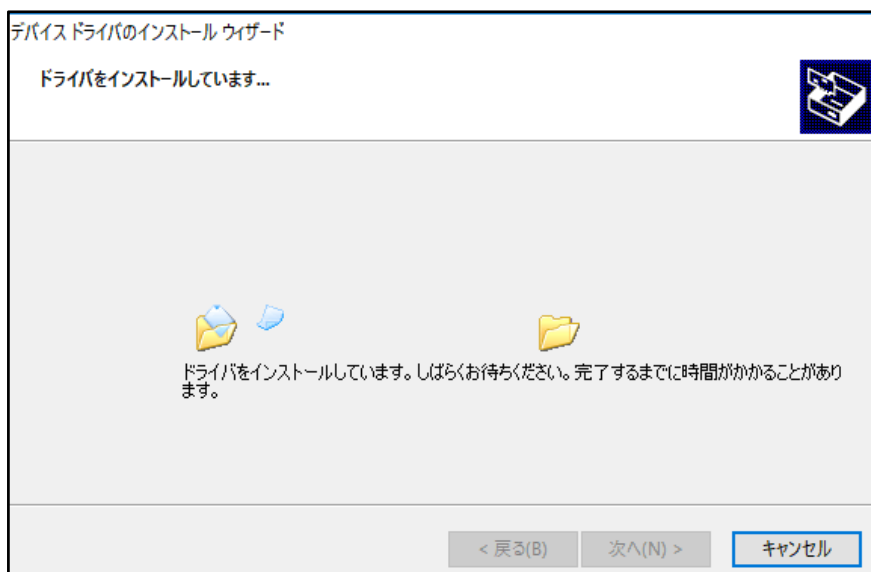 デバイス ドライバのインストール ウィザード
ドライバをインストールしています...
ドライバをインストールしています。しばらくお待ちください。完了するまでに時間がかかることがあり
ます。
< 戻る(B)
次へ(N) >
キャンセル